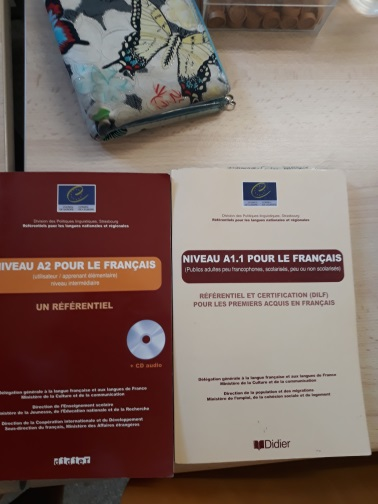 Division des Politiques linguistiques, Strasbourg
Référentiels pour les langues nationales et régionales
NIVEAU A2 POUR LE FRANÇAIS
(utilisateur / apprenant élémentaire)
niveau intermédiaire
UN RÉFÉRENTIEL
+ CD audio
Délégation générale à la langue française et aux langues de France
Ministère de la Culture et de la communication
Direction de l'Enseignement scolaire
Ministère de la Jeunesse, de l'Éducation nationale et de la Recherche
Direction de la Coopération internationale et du Développement
Sous-direction du français, Ministère des Affaires étrangères
didier
Division des Politiques linguistiques, Strasbourg
Référentiels pour les langues nationales et régionales
NIVEAU A1.1 POUR LE FRANÇAIS
(Publics adultes peu francophones, scolarisés, peu ou non scolarisés)
RÉFÉRENTIEL ET CERTIFICATION (DILF)
POUR LES PREMIERS ACQUIS EN FRANÇAIS
Délégation générale à la langue française et aux langues de France
Ministère de la Culture et de la communication
Direction de la population et des migrations
Ministère de l'emploi, de la cohésion sociale et du logement
Didier